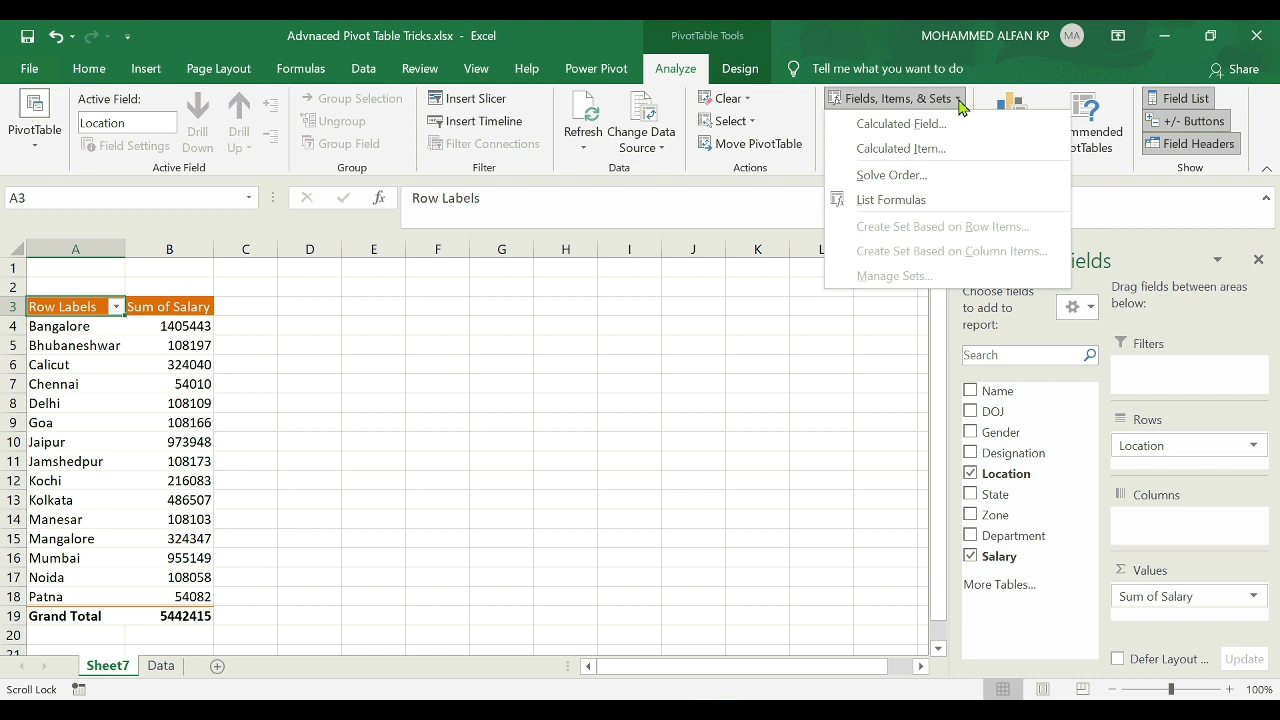 Advnaced Pivot Table Tricks.xlsx - Excel
PivotTable Tools
MOHAMMED ALFAN KP
MA
File Home Insert Page Layout Formulas Data Review View Help Power Pivot Analyze Design Tell me what you want to do Share
PivotTable
Active Field:
Location
Field Settings
Drill Down
Drill Up
Active Field
Group Selection
Ungroup
Group Field
Group
Insert Slicer
Insert Timeline
Filter Connections
Filter
Refresh
Change Data Source
Data
Clear
Select
Move PivotTable
Actions
Fields, Items, & Sets
Calculated Field...
Calculated Item...
Solve Order...
List Formulas
Create Set Based on Row Items...
Create Set Based on Column Items...
Manage Sets...
mmended
otTables
Field List
+/- Buttons
Field Headers
Show
A3
fx
Row Labels
A B C D E F G H I J K L
1
2
3 Row Labels Sum of Salary
4 Bangalore 1405443
5 Bhubaneshwar 108197
6 Calicut 324040
7 Chennai 54010
8 Delhi 108109
9 Goa 108166
10 Jaipur 973948
11 Jamshedpur 108173
12 Kochi 216083
13 Kolkata 486507
14 Manesar 108103
15 Mangalore 324347
16 Mumbai 955149
17 Noida 108058
18 Patna 54082
19 Grand Total 5442415
20
21
ields
Choose fields
to add to
report:
Search
Name
DOJ
Gender
Designation
Location
State
Zone
Department
Salary
More Tables...
Drag fields between areas
below:
Filters
Rows
Location
Columns
Σ Values
Sum of Salary
Defer Layout ... Update
Sheet7 Data
Scroll Lock
100%